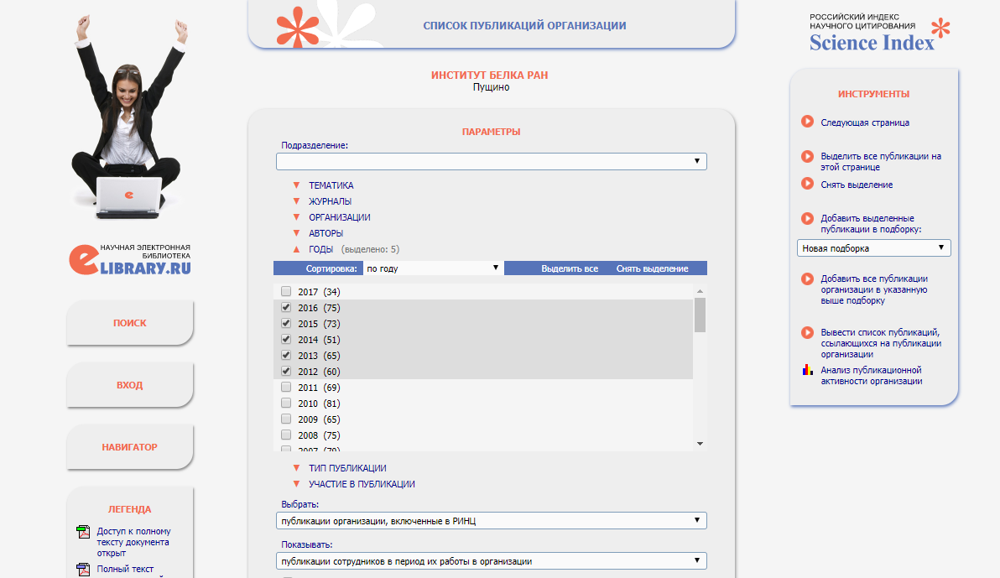 НАУЧНАЯ ЭЛЕКТРОННАЯ
БИБЛИОТЕКА
eLIBRARY.RU
ПОИСК
ВХОД
НАВИГАТОР
ЛЕГЕНДА
Доступ к полному
тексту документа
открыт
Полный текст
СПИСОК ПУБЛИКАЦИЙ ОРГАНИЗАЦИИ
ИНСТИТУТ БЕЛКА РАН
Пущино
ПАРАМЕТРЫ
Подразделение:
ТЕМАТИКА
ЖУРНАЛЫ
ОРГАНИЗАЦИИ
АВТОРЫ
ГОДЫ (выделено: 5)
Сортировка: по году Выделить все Снять выделение
2017 (34)
2016 (75)
2015 (73)
2014 (51)
2013 (65)
2012 (60)
2011 (69)
2010 (81)
2009 (65)
2008 (75)
ТИП ПУБЛИКАЦИИ
УЧАСТИЕ В ПУБЛИКАЦИИ
Выбрать:
публикации организации, включенные в РИНЦ
Показывать:
публикации сотрудников в период их работы в организации
РОССИЙСКИЙ ИНДЕКС
НАУЧНОГО ЦИТИРОВАНИЯ
Science Index
ИНСТРУМЕНТЫ
Следующая страница
Выделить все публикации на
этой странице
Снять выделение
Добавить выделенные
публикации в подборку:
Новая подборка
Добавить все публикации
организации в указанную
выше подборку
Вывести список публикаций,
ссылающихся на публикации
организации
Анализ публикационной
активности организации